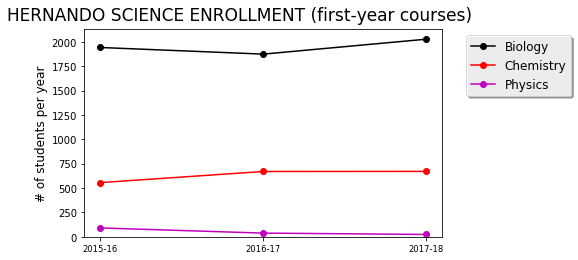 HERNANDO SCIENCE ENROLLMENT (first-year courses)
# of students per year
2000
1750
1500
1250
1000
750
500
250
0
2015-16
2016-17
2017-18
Biology
Chemistry
Physics